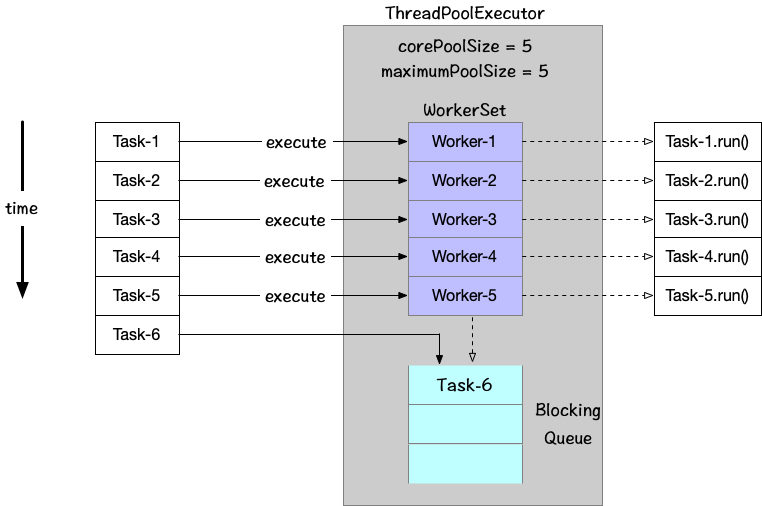 ThreadPoolExecutor
corePoolSize = 5
maximumPoolSize = 5
WorkerSet
Task-1 execute Worker-1 Task-1.run()
Task-2 execute Worker-2 Task-2.run()
time
Task-3 execute Worker-3 Task-3.run()
Task-4 execute Worker-4 Task-4.run()
Task-5 execute Worker-5 Task-5.run()
Task-6
Task-6
Blocking
Queue